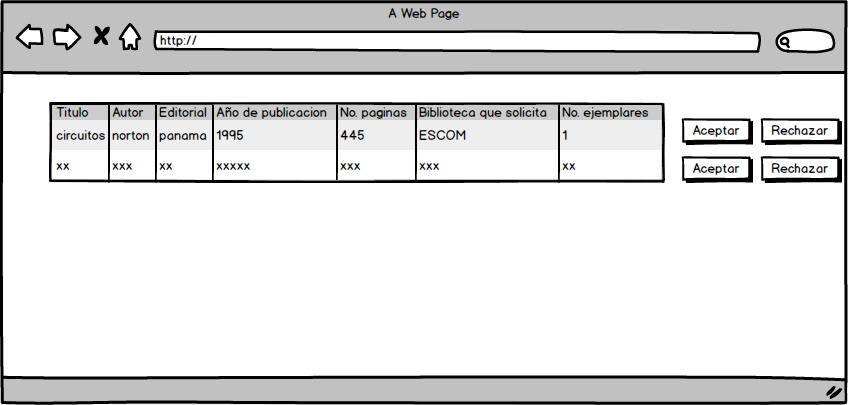 A Web Page
http://
Titulo Autor Editorial Año de publicacion No. paginas Biblioteca que solicita No. ejemplares
circuitos norton panama 1995 445 ESCOM 1 Aceptar Rechazar
xx xxx xx xxxxx xxx xxx xx Aceptar Rechazar